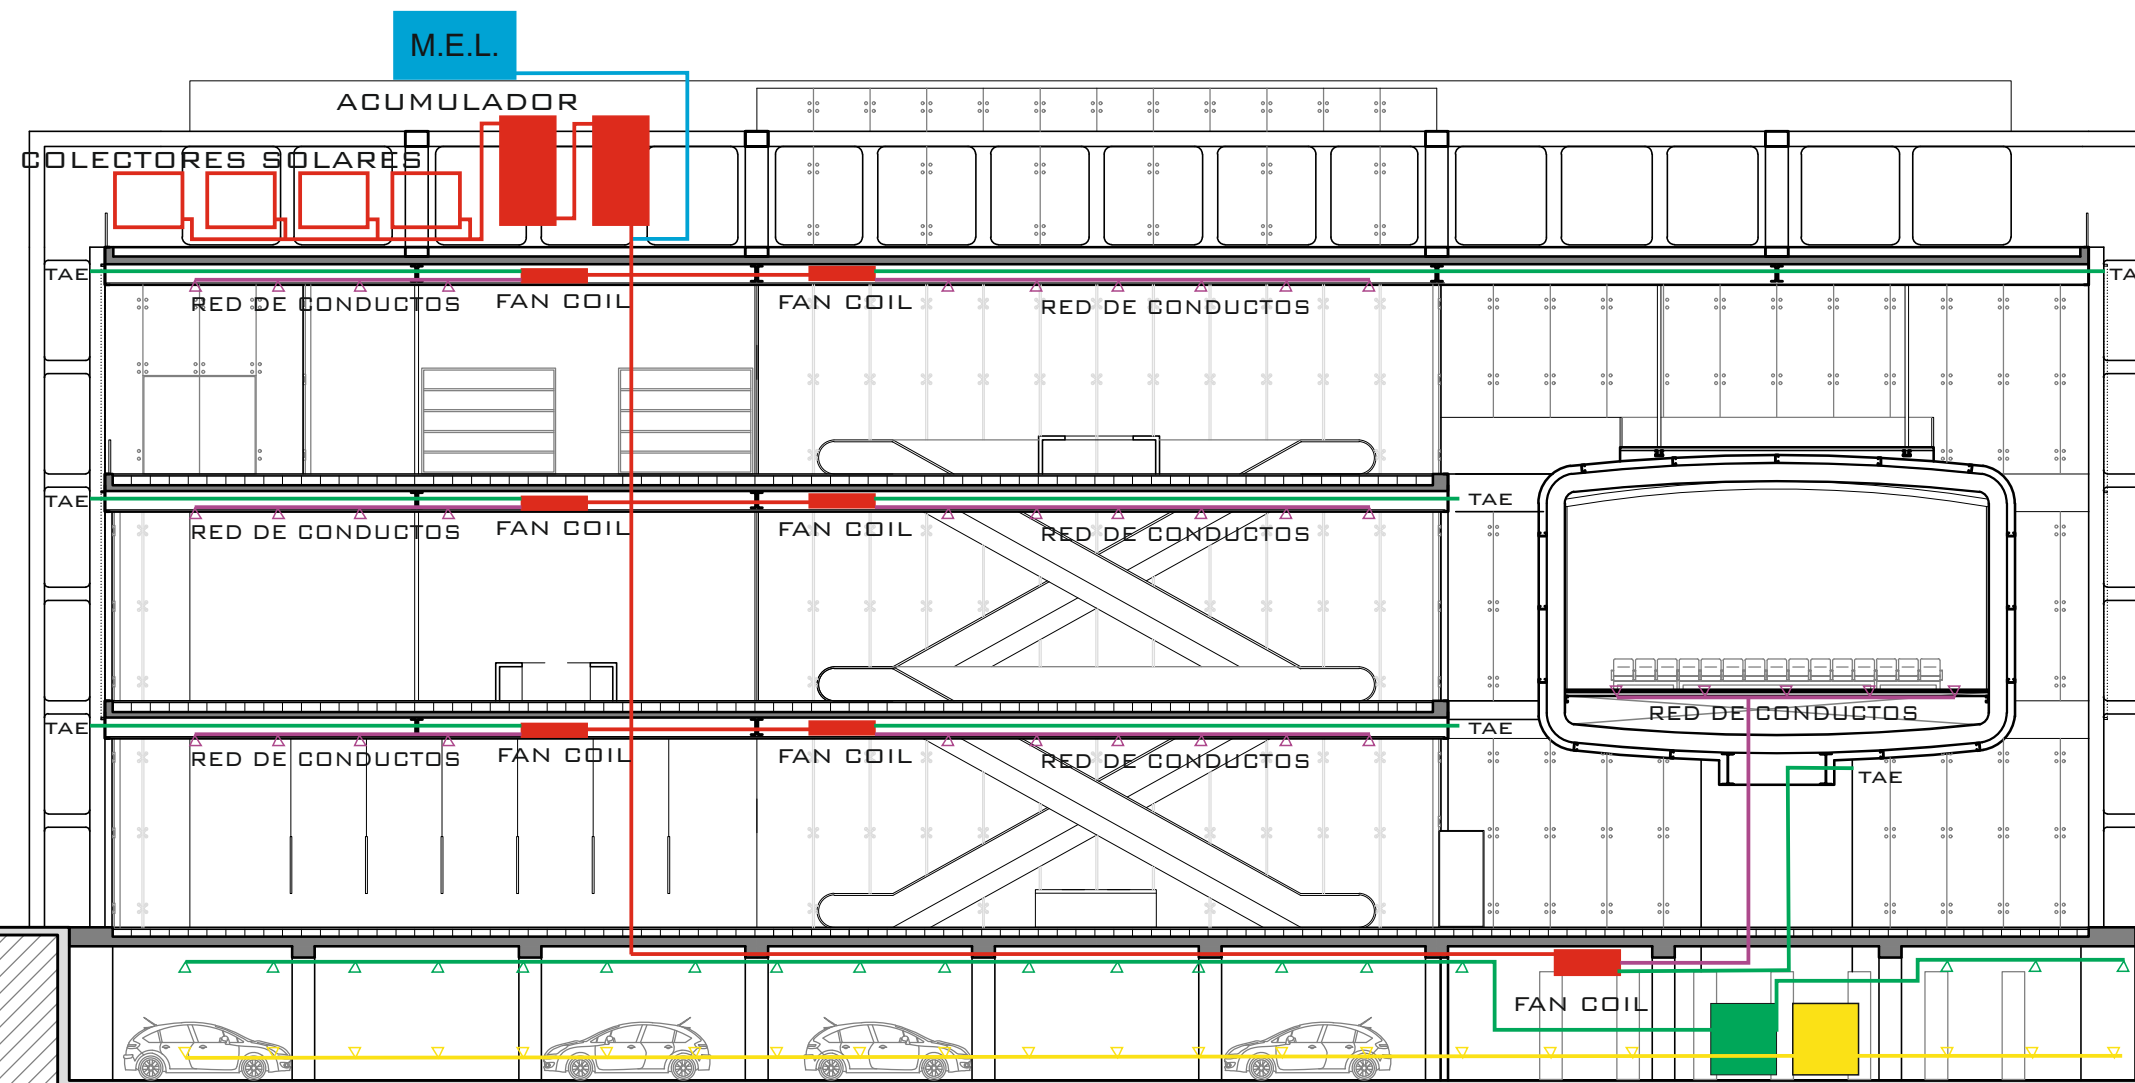 M.E.L.
ACUMULADOR
COLECTORES SOLARES
TAE
TA
RED DE CONDUCTOS
FAN COIL
FAN COIL
RED DE CONDUCTOS
TAE
TAE
RED DE CONDUCTOS
FAN COIL
FAN COIL
RED DE CONDUCTOS
RED DE CONDUCTOS
TAE
TAE
RED DE CONDUCTOS
FAN COIL
FAN COIL
RED DE CONDUCTOS
TAE
FAN COIL